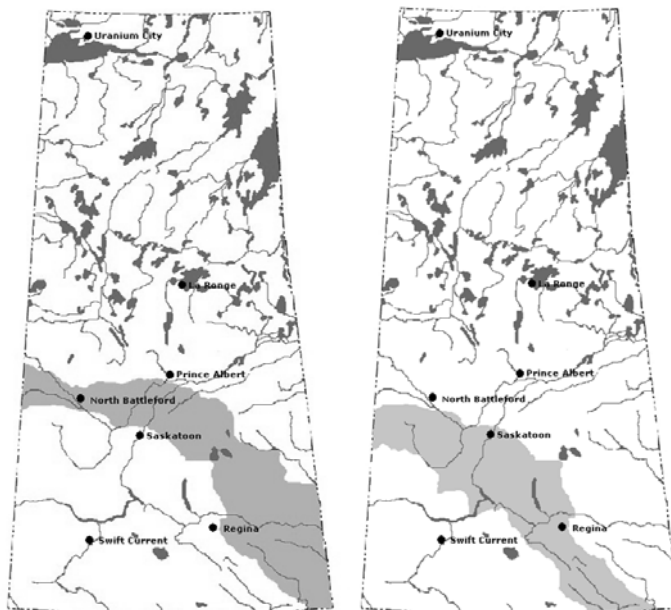 Uranium City
La Ronge
Prince Albert
North Battleford
Saskatoon
Regina
Swift Current
Uranium City
La Ronge
Prince Albert
North Battleford
Saskatoon
Regina
Swift Current